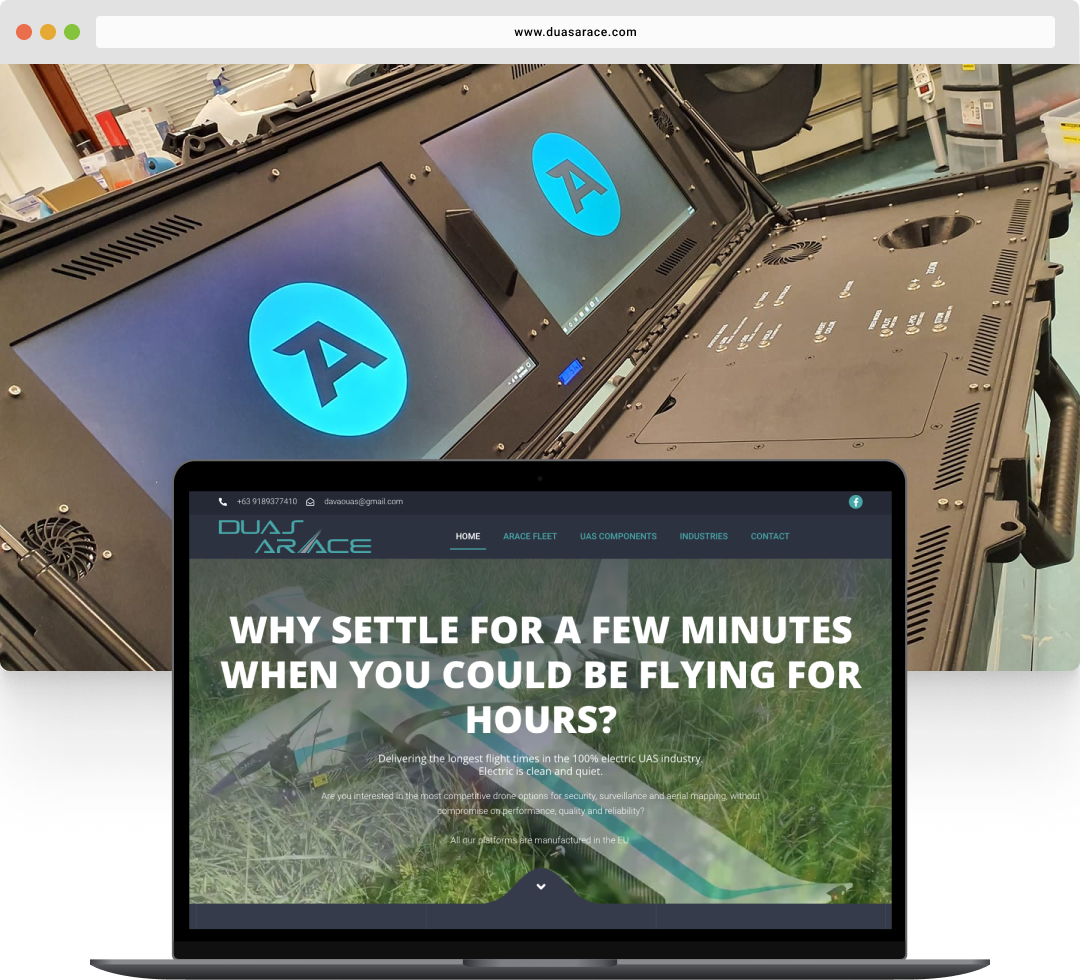 www.duasarace.com
ZOOM
+63 9189377410 davaouas@gmail.com
DUAS
ARACE
HOME ARACE FLEET UAS COMPONENTS INDUSTRIES CONTACT
WHY SETTLE FOR A FEW MINUTES
WHEN YOU COULD BE FLYING FOR
HOURS?
Delivering the longest flight times in the 100% electric UAS industry.
Electric is clean and quiet.
Are you interested in the most competitive drone options for security, surveillance and aerial mapping, without
compromise on performance, quality and reliability?
All our platforms are manufactured in the EU